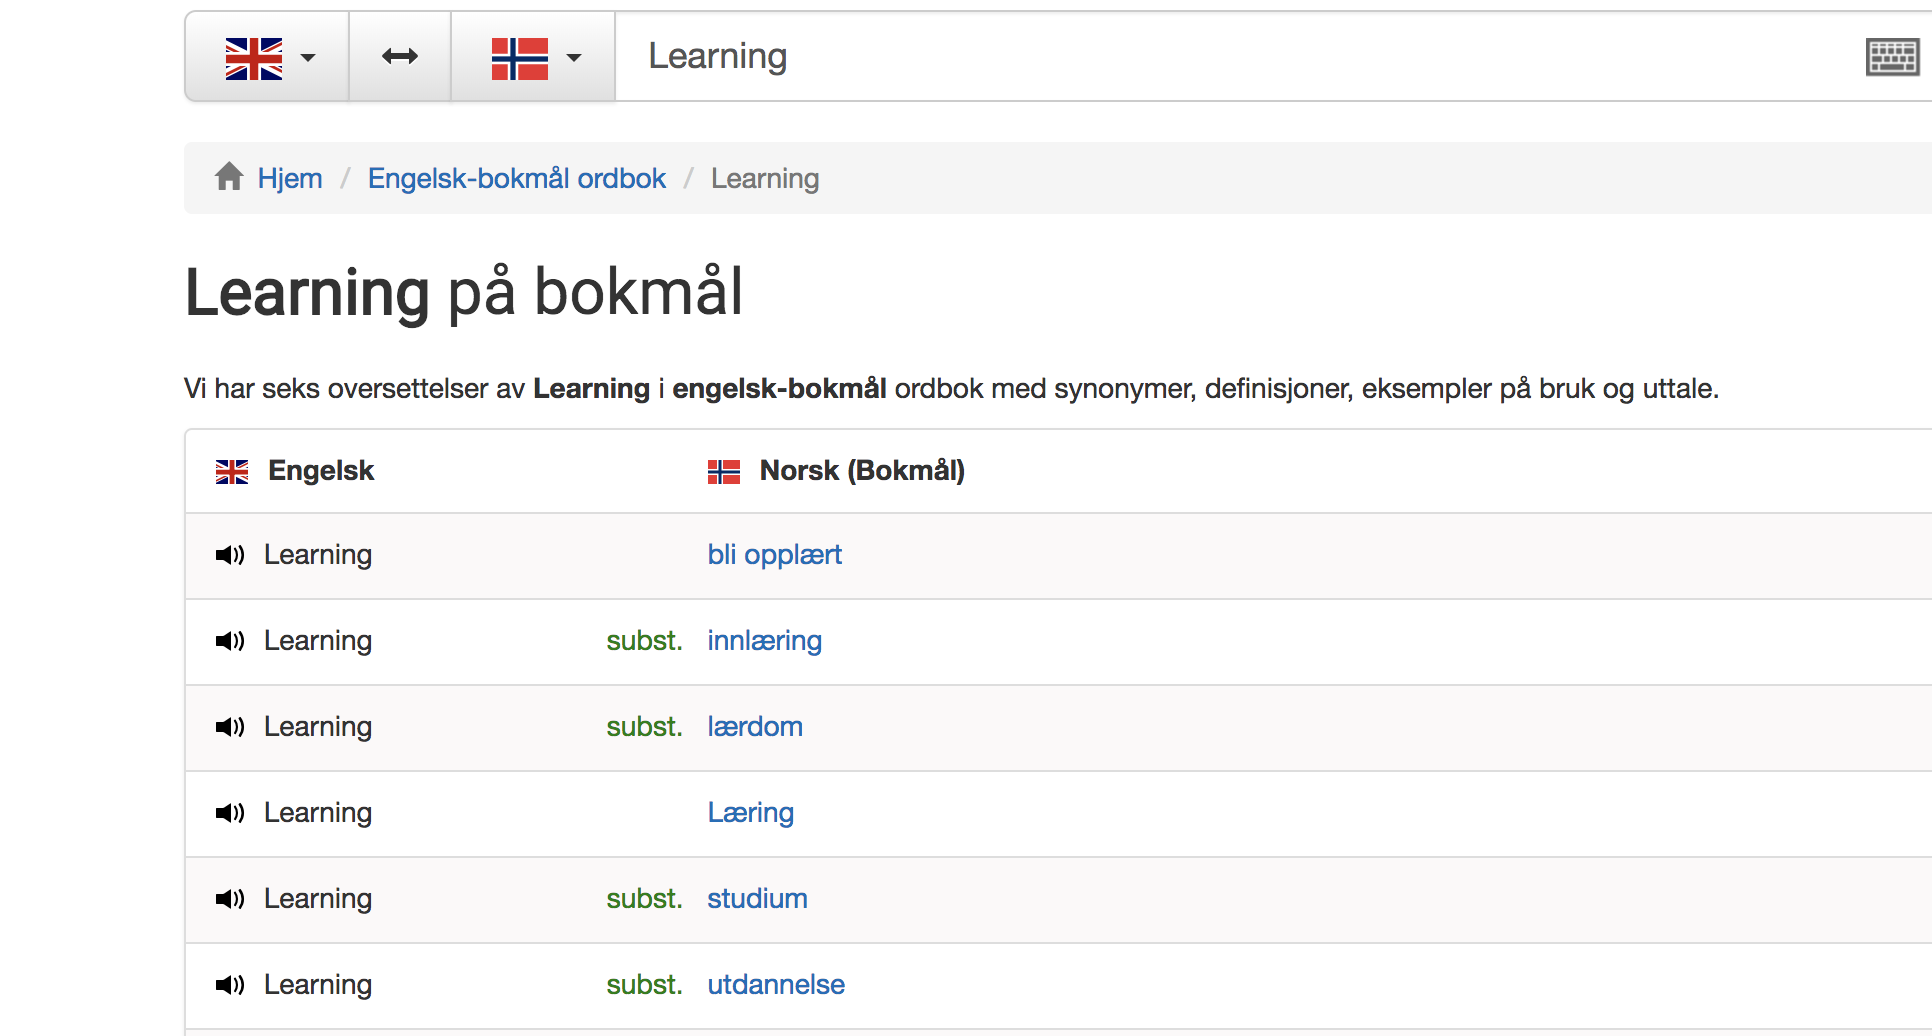 Learning
Hjem / Engelsk-bokmål ordbok / Learning
Learning på bokmål
Vi har seks oversettelser av Learning i engelsk-bokmål ordbok med synonymer, definisjoner, eksempler på bruk og uttale.
Engelsk Norsk (Bokmål)
Learning bli opplært
Learning subst. innlæring
Learning subst. lærdom
Learning Læring
Learning subst. studium
Learning subst. utdannelse